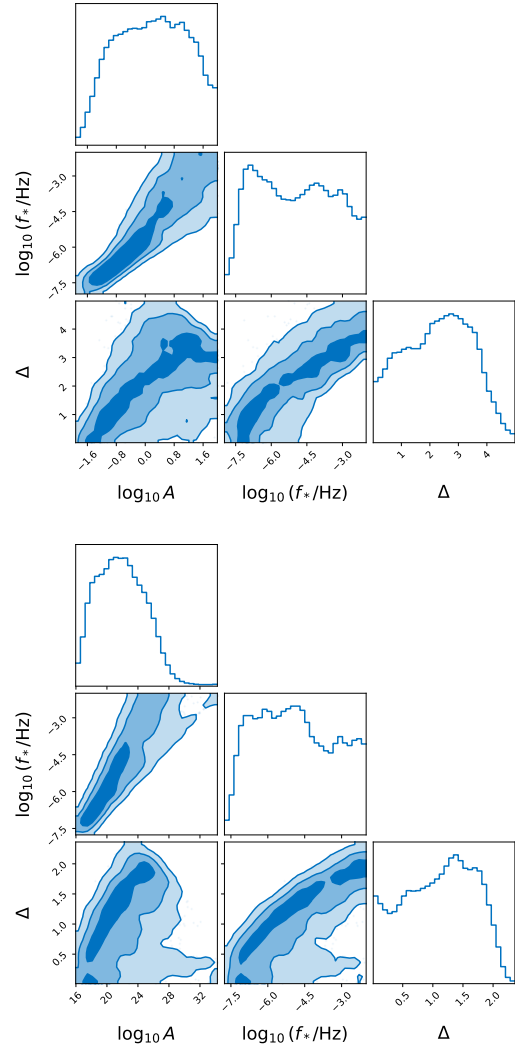 −3.0
−4.5
−6.0
−7.5
log₁₀(f*/Hz)
4
3
2
1
Δ
−1.6 −0.8 0.0 0.8 1.6
−7.5 −6.0 −4.5 −3.0
1 2 3 4
log₁₀ A log₁₀(f*/Hz) Δ
−3.0
−4.5
−6.0
−7.5
log₁₀(f*/Hz)
2.0
1.5
1.0
0.5
Δ
16 20 24 28 32
−7.5 −6.0 −4.5 −3.0
0.5 1.0 1.5 2.0
log₁₀ A log₁₀(f*/Hz) Δ